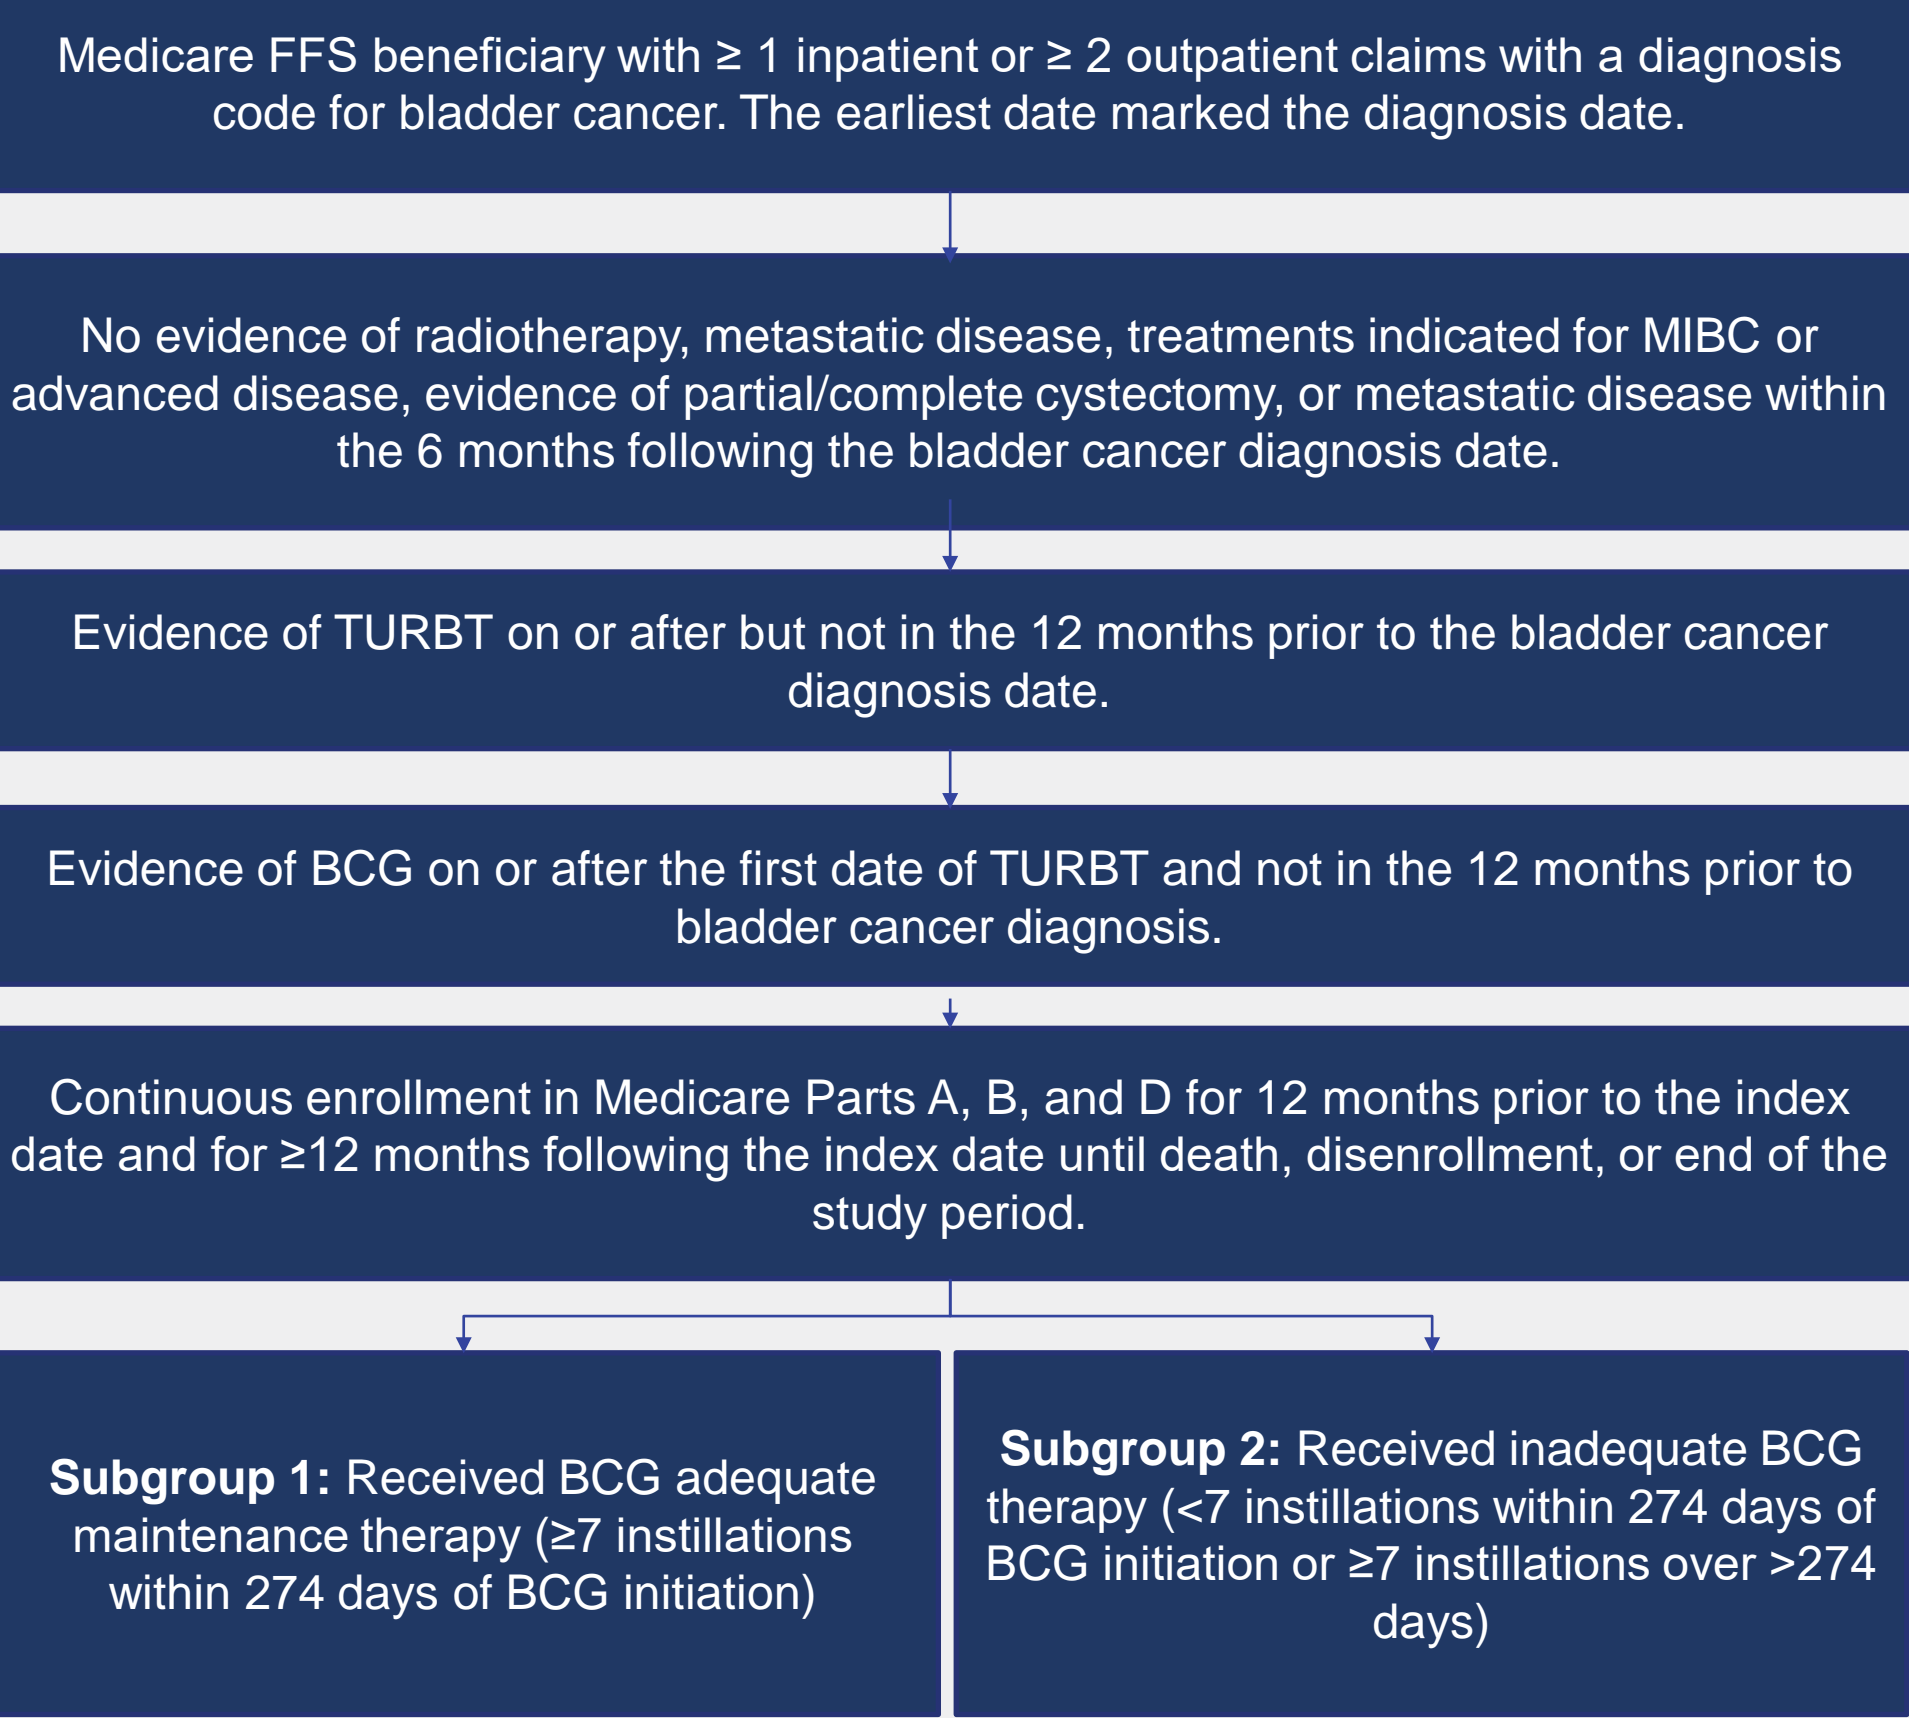 Medicare FFS beneficiary with ≥ 1 inpatient or ≥ 2 outpatient claims with a diagnosis
code for bladder cancer. The earliest date marked the diagnosis date.
No evidence of radiotherapy, metastatic disease, treatments indicated for MIBC or
advanced disease, evidence of partial/complete cystectomy, or metastatic disease within
the 6 months following the bladder cancer diagnosis date.
Evidence of TURBT on or after but not in the 12 months prior to the bladder cancer
diagnosis date.
Evidence of BCG on or after the first date of TURBT and not in the 12 months prior to
bladder cancer diagnosis.
Continuous enrollment in Medicare Parts A, B, and D for 12 months prior to the index
date and for ≥12 months following the index date until death, disenrollment, or end of the
study period.
Subgroup 1: Received BCG adequate
maintenance therapy (≥7 instillations
within 274 days of BCG initiation)
Subgroup 2: Received inadequate BCG
therapy (<7 instillations within 274 days of
BCG initiation or ≥7 instillations over >274
days)